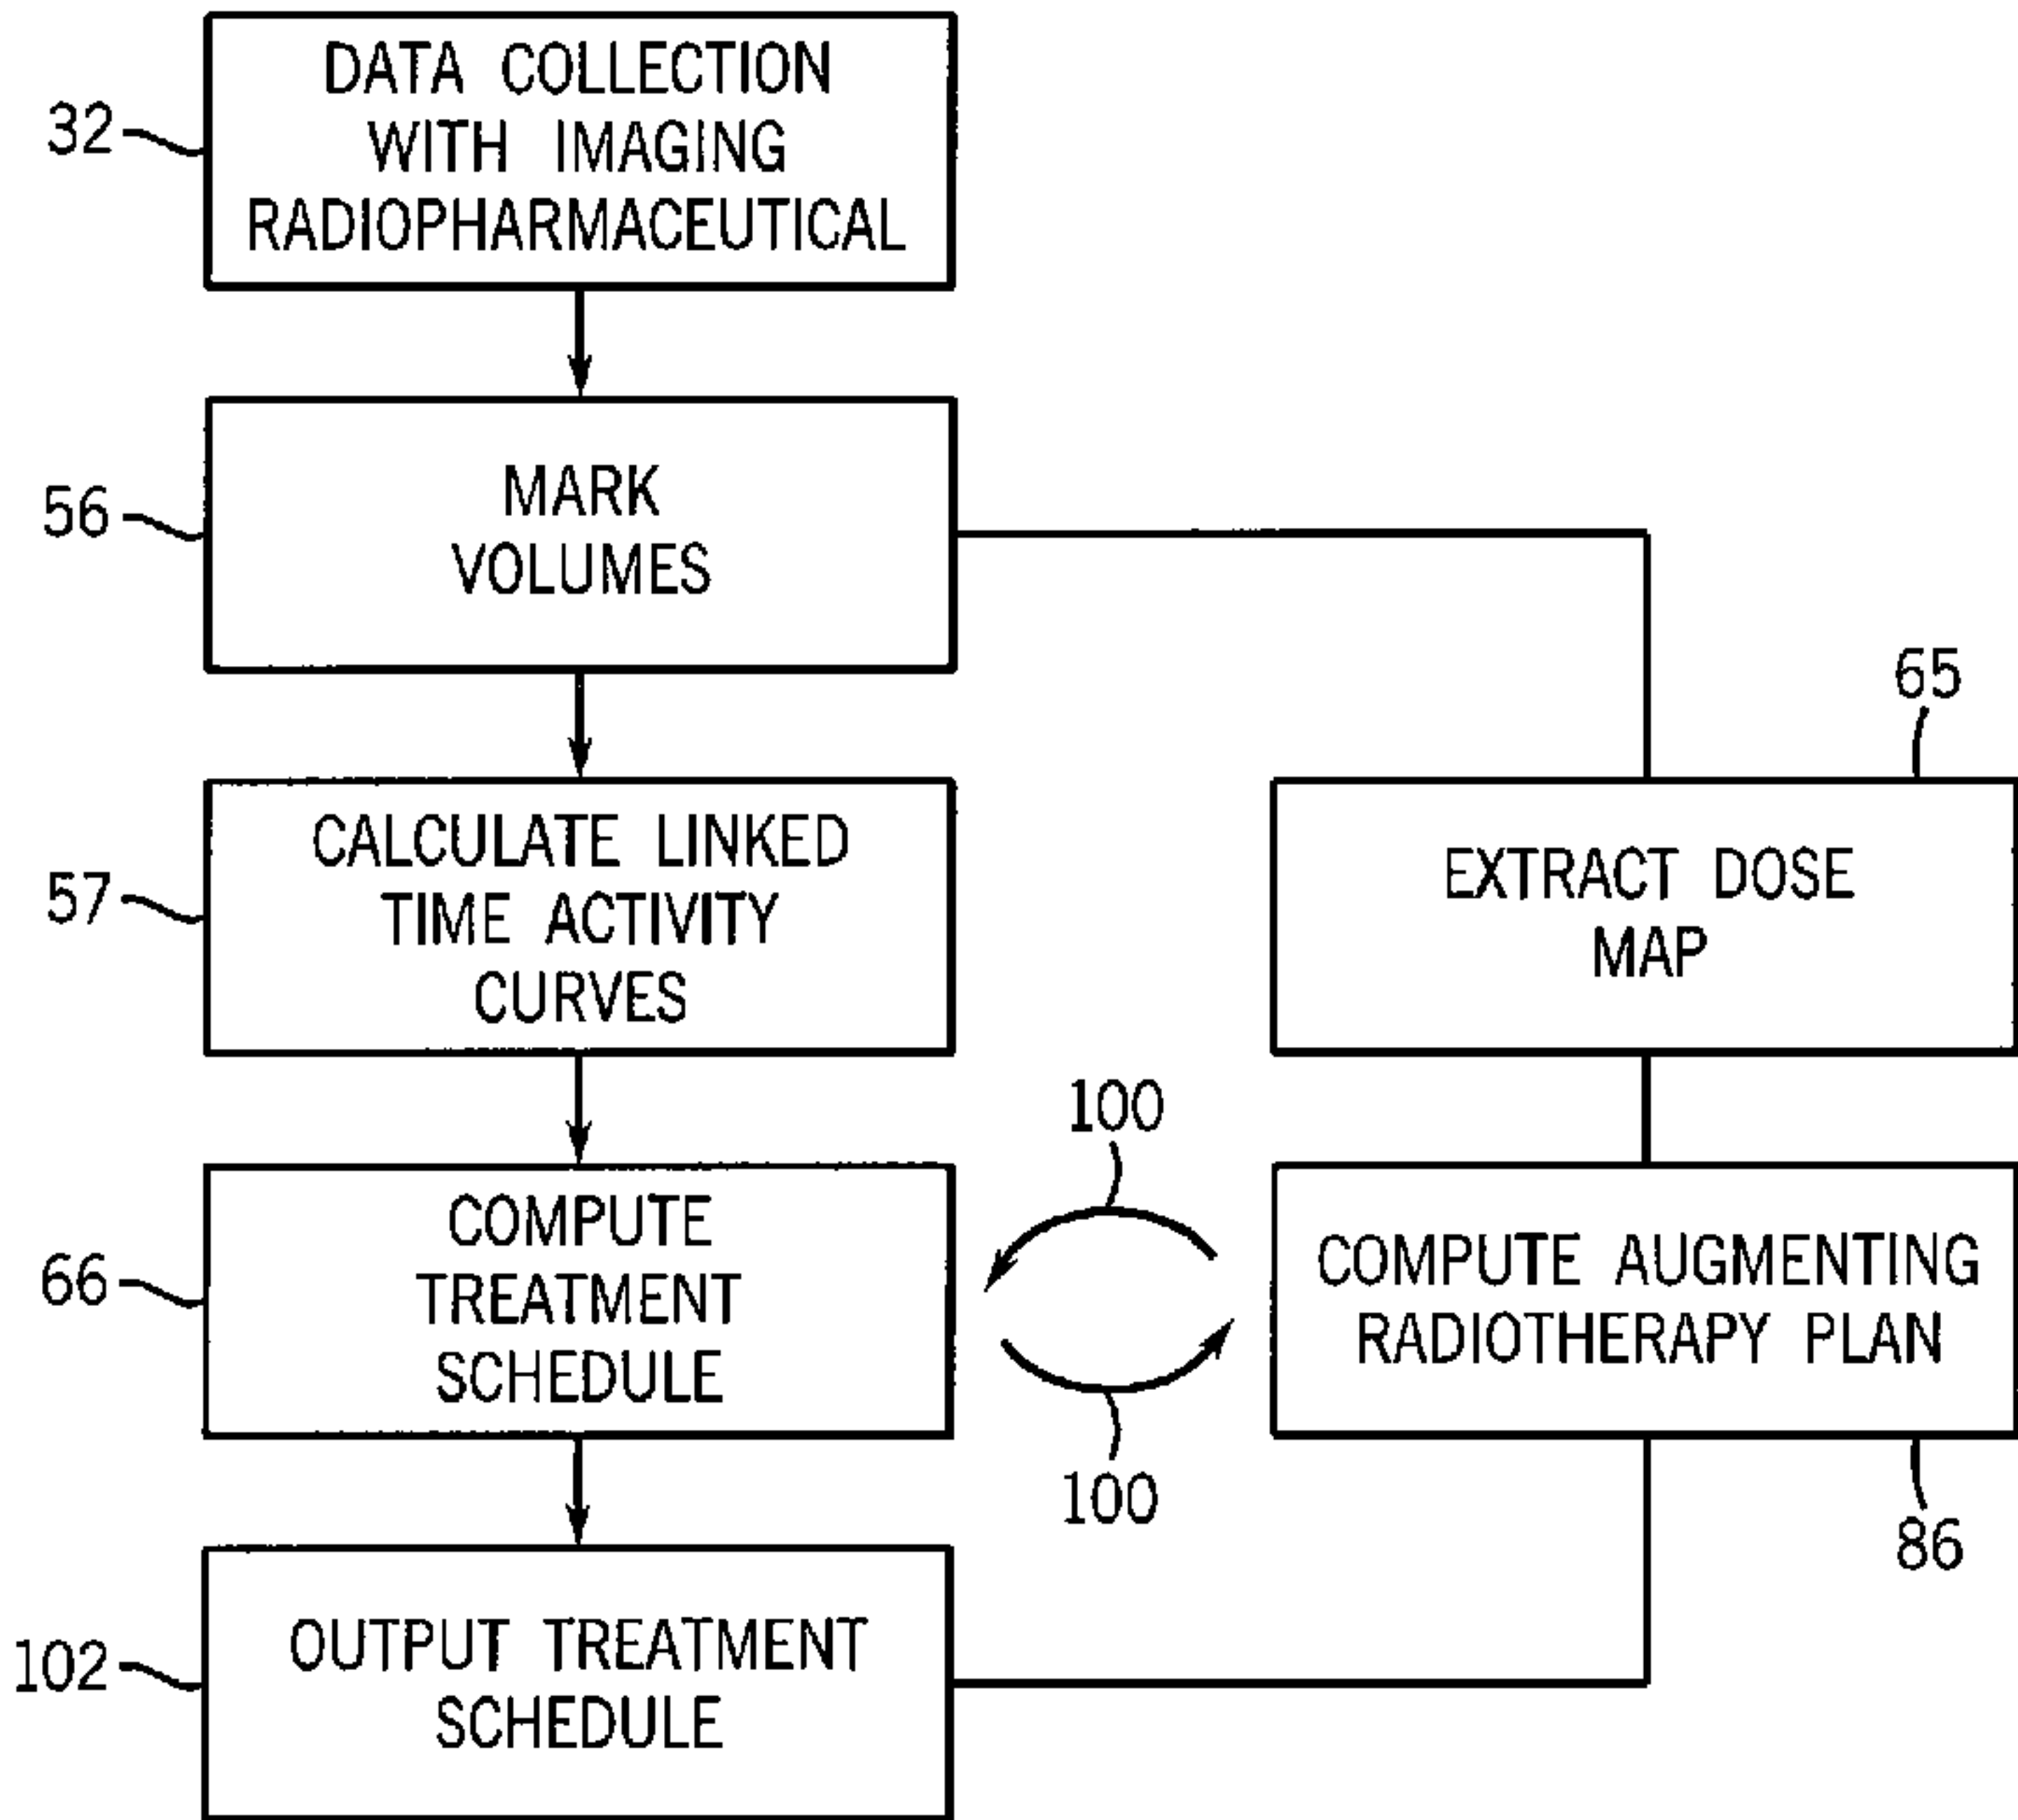 DATA COLLECTION
WITH IMAGING
RADIOPHARMACEUTICAL
32
MARK
VOLUMES
56
65
CALCULATE LINKED
TIME ACTIVITY
CURVES
57
EXTRACT DOSE
MAP
100
COMPUTE
TREATMENT
SCHEDULE
66
COMPUTE AUGMENTING
RADIOTHERAPY PLAN
100
86
OUTPUT TREATMENT
SCHEDULE
102